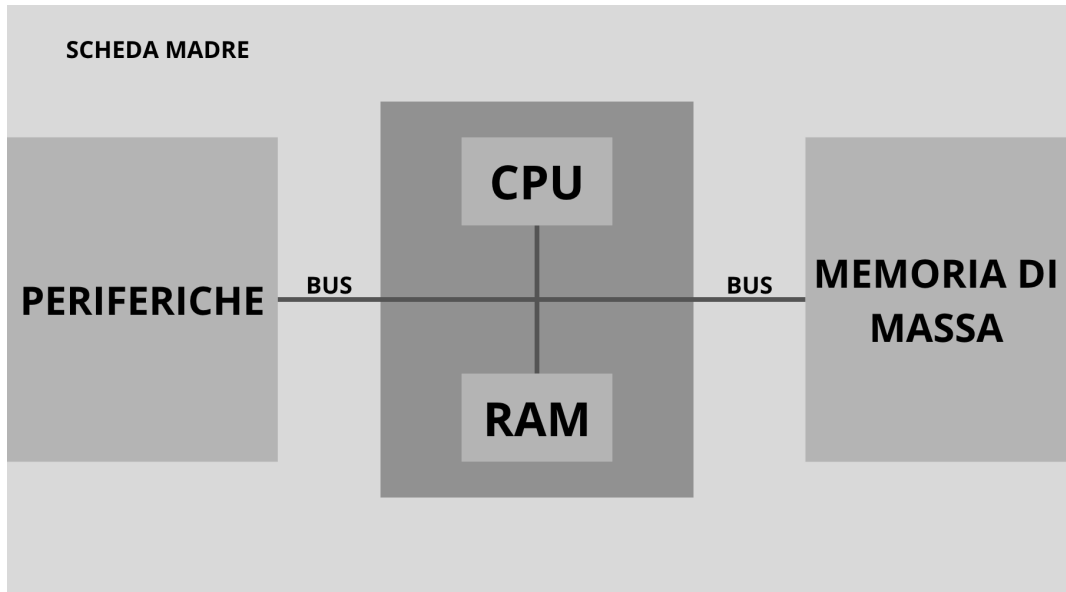 SCHEDA MADRE
CPU
PERIFERICHE
BUS
BUS
MEMORIA DI
MASSA
RAM